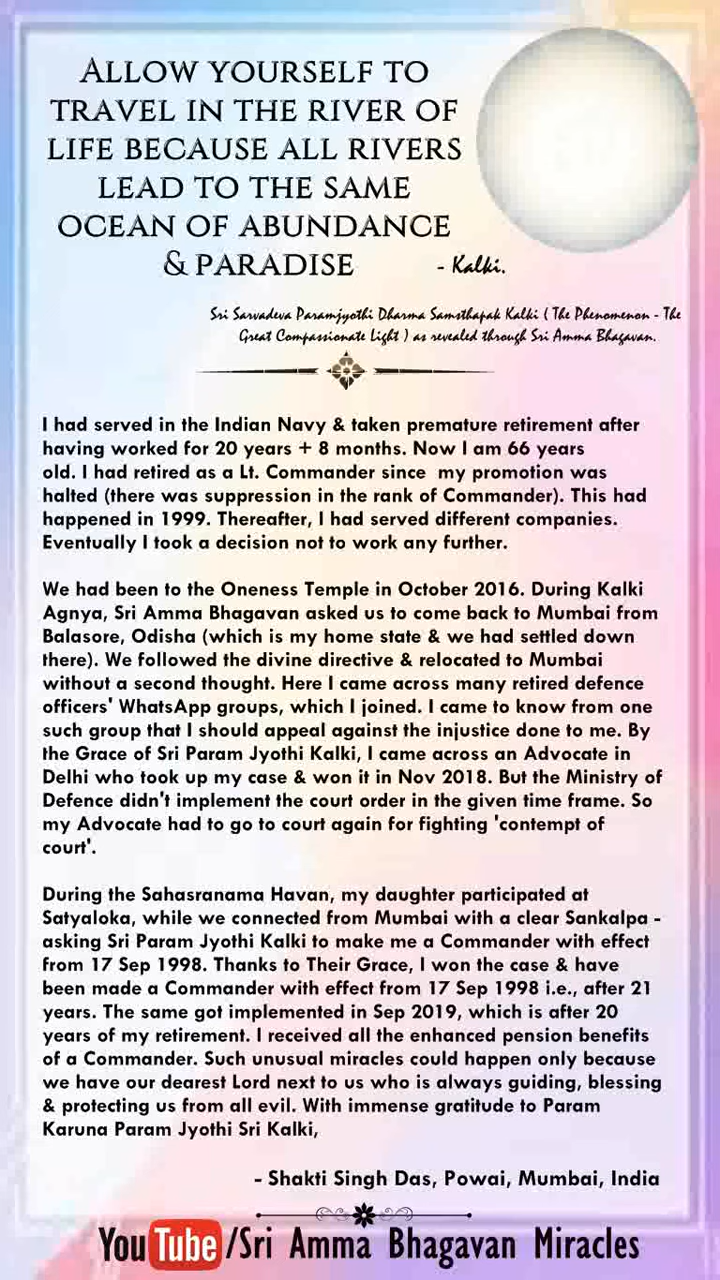 ALLOW YOURSELF TO
TRAVEL IN THE RIVER OF
LIFE BECAUSE ALL RIVERS
LEAD TO THE SAME
OCEAN OF ABUNDANCE
& PARADISE - Kalki.
Sri Sarvadeva Paramjyothi Dharma Samsthapak Kalki ( The Phenomenon - The
Great Compassionate Light ) as revealed through Sri Amma Bhagavan.
I had served in the Indian Navy & taken premature retirement after
having worked for 20 years + 8 months. Now I am 66 years
old. I had retired as a Lt. Commander since my promotion was
halted (there was suppression in the rank of Commander). This had
happened in 1999. Thereafter, I had served different companies.
Eventually I took a decision not to work any further.
We had been to the Oneness Temple in October 2016. During Kalki
Agnya, Sri Amma Bhagavan asked us to come back to Mumbai from
Balasore, Odisha (which is my home state & we had settled down
there). We followed the divine directive & relocated to Mumbai
without a second thought. Here I came across many retired defence
officers' WhatsApp groups, which I joined. I came to know from one
such group that I should appeal against the injustice done to me. By
the Grace of Sri Param Jyothi Kalki, I came across an Advocate in
Delhi who took up my case & won it in Nov 2018. But the Ministry of
Defence didn't implement the court order in the given time frame. So
my Advocate had to go to court again for fighting 'contempt of
court'.
During the Sahasranama Havan, my daughter participated at
Satyaloka, while we connected from Mumbai with a clear Sankalpa -
asking Sri Param Jyothi Kalki to make me a Commander with effect
from 17 Sep 1998. Thanks to Their Grace, I won the case & have
been made a Commander with effect from 17 Sep 1998 i.e., after 21
years. The same got implemented in Sep 2019, which is after 20
years of my retirement. I received all the enhanced pension benefits
of a Commander. Such unusual miracles could happen only because
we have our dearest Lord next to us who is always guiding, blessing
& protecting us from all evil. With immense gratitude to Param
Karuna Param Jyothi Sri Kalki,
- Shakti Singh Das, Powai, Mumbai, India
YouTube/Sri Amma Bhagavan Miracles